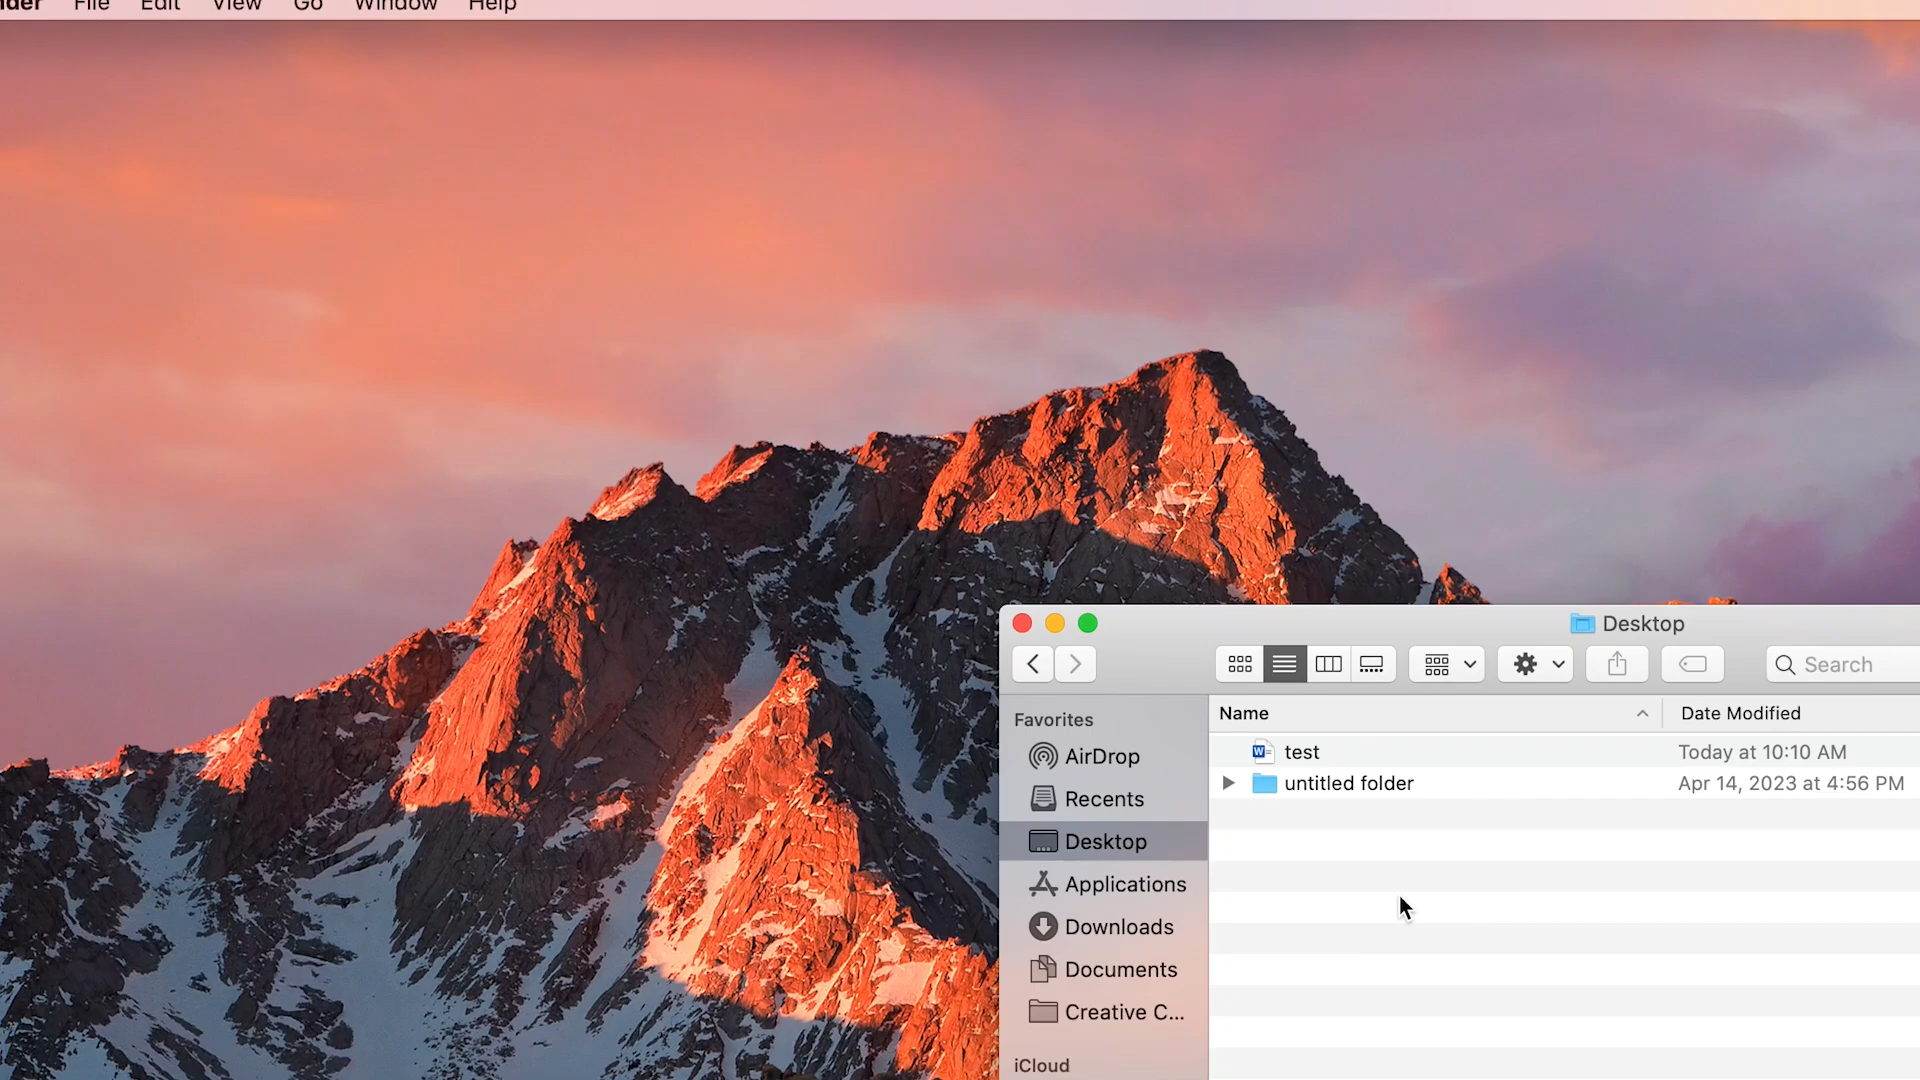 File Edit View Go Window Help
Desktop
Search
Favorites
AirDrop
Recents
Desktop
Applications
Downloads
Documents
Creative C...
iCloud
Name Date Modified
test Today at 10:10 AM
untitled folder Apr 14, 2023 at 4:56 PM